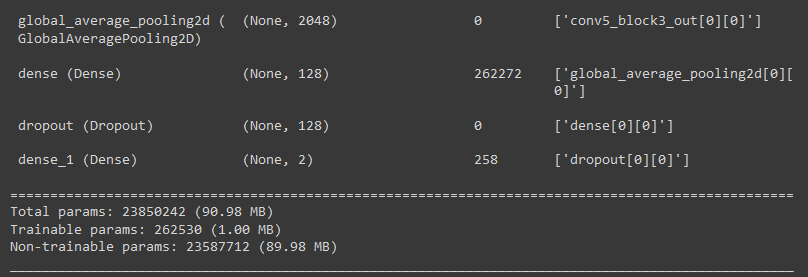 global_average_pooling2d ( (None, 2048) 0 ['conv5_block3_out[0][0]']
GlobalAveragePooling2D)
dense (Dense) (None, 128) 262272 ['global_average_pooling2d[0][
0]']
dropout (Dropout) (None, 128) 0 ['dense[0][0]']
dense_1 (Dense) (None, 2) 258 ['dropout[0][0]']
==================================================================================================
Total params: 23850242 (90.98 MB)
Trainable params: 262530 (1.00 MB)
Non-trainable params: 23587712 (89.98 MB)
__________________________________________________________________________________________________